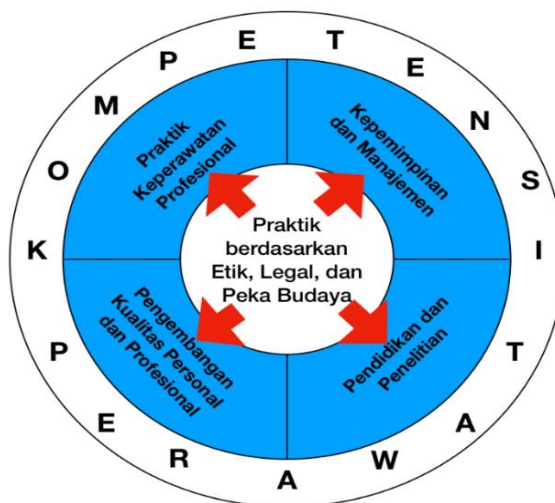 KOMPETENSI
Praktik
Keperawatan
Profesional
Kepemimpinan
dan Manajemen
Praktik
berdasarkan
Etik, Legal, dan
Peka Budaya
Pengembangan
Kualitas Personal
dan Profesional
Pendidikan dan
Penelitian
PERAWAT